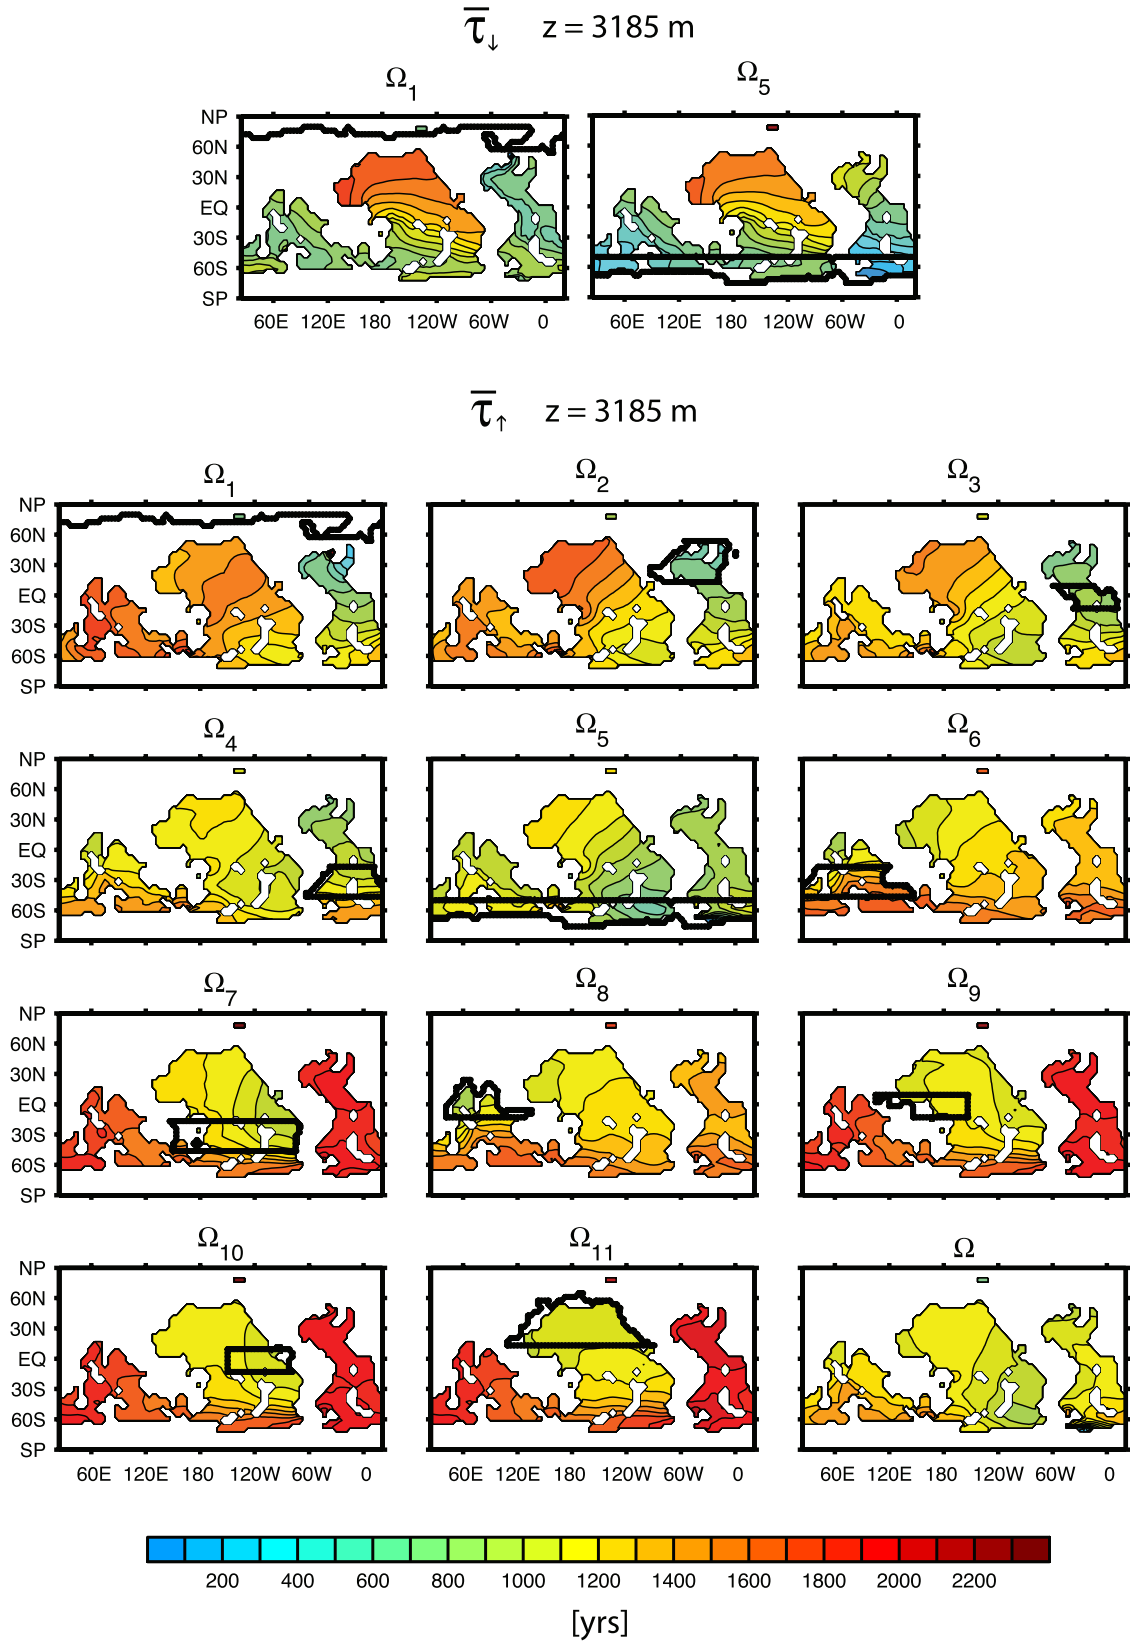 τ̅↓ z = 3185 m
Ω1 Ω5
NP
60N
30N
EQ
30S
60S
SP
60E 120E 180 120W 60W 0 60E 120E 180 120W 60W 0
τ̅↑ z = 3185 m
Ω1 Ω2 Ω3
NP
60N
30N
EQ
30S
60S
SP
Ω4 Ω5 Ω6
NP
60N
30N
EQ
30S
60S
SP
Ω7 Ω8 Ω9
NP
60N
30N
EQ
30S
60S
SP
Ω10 Ω11 Ω
NP
60N
30N
EQ
30S
60S
SP
60E 120E 180 120W 60W 0 60E 120E 180 120W 60W 0 60E 120E 180 120W 60W 0
200 400 600 800 1000 1200 1400 1600 1800 2000 2200
[yrs]